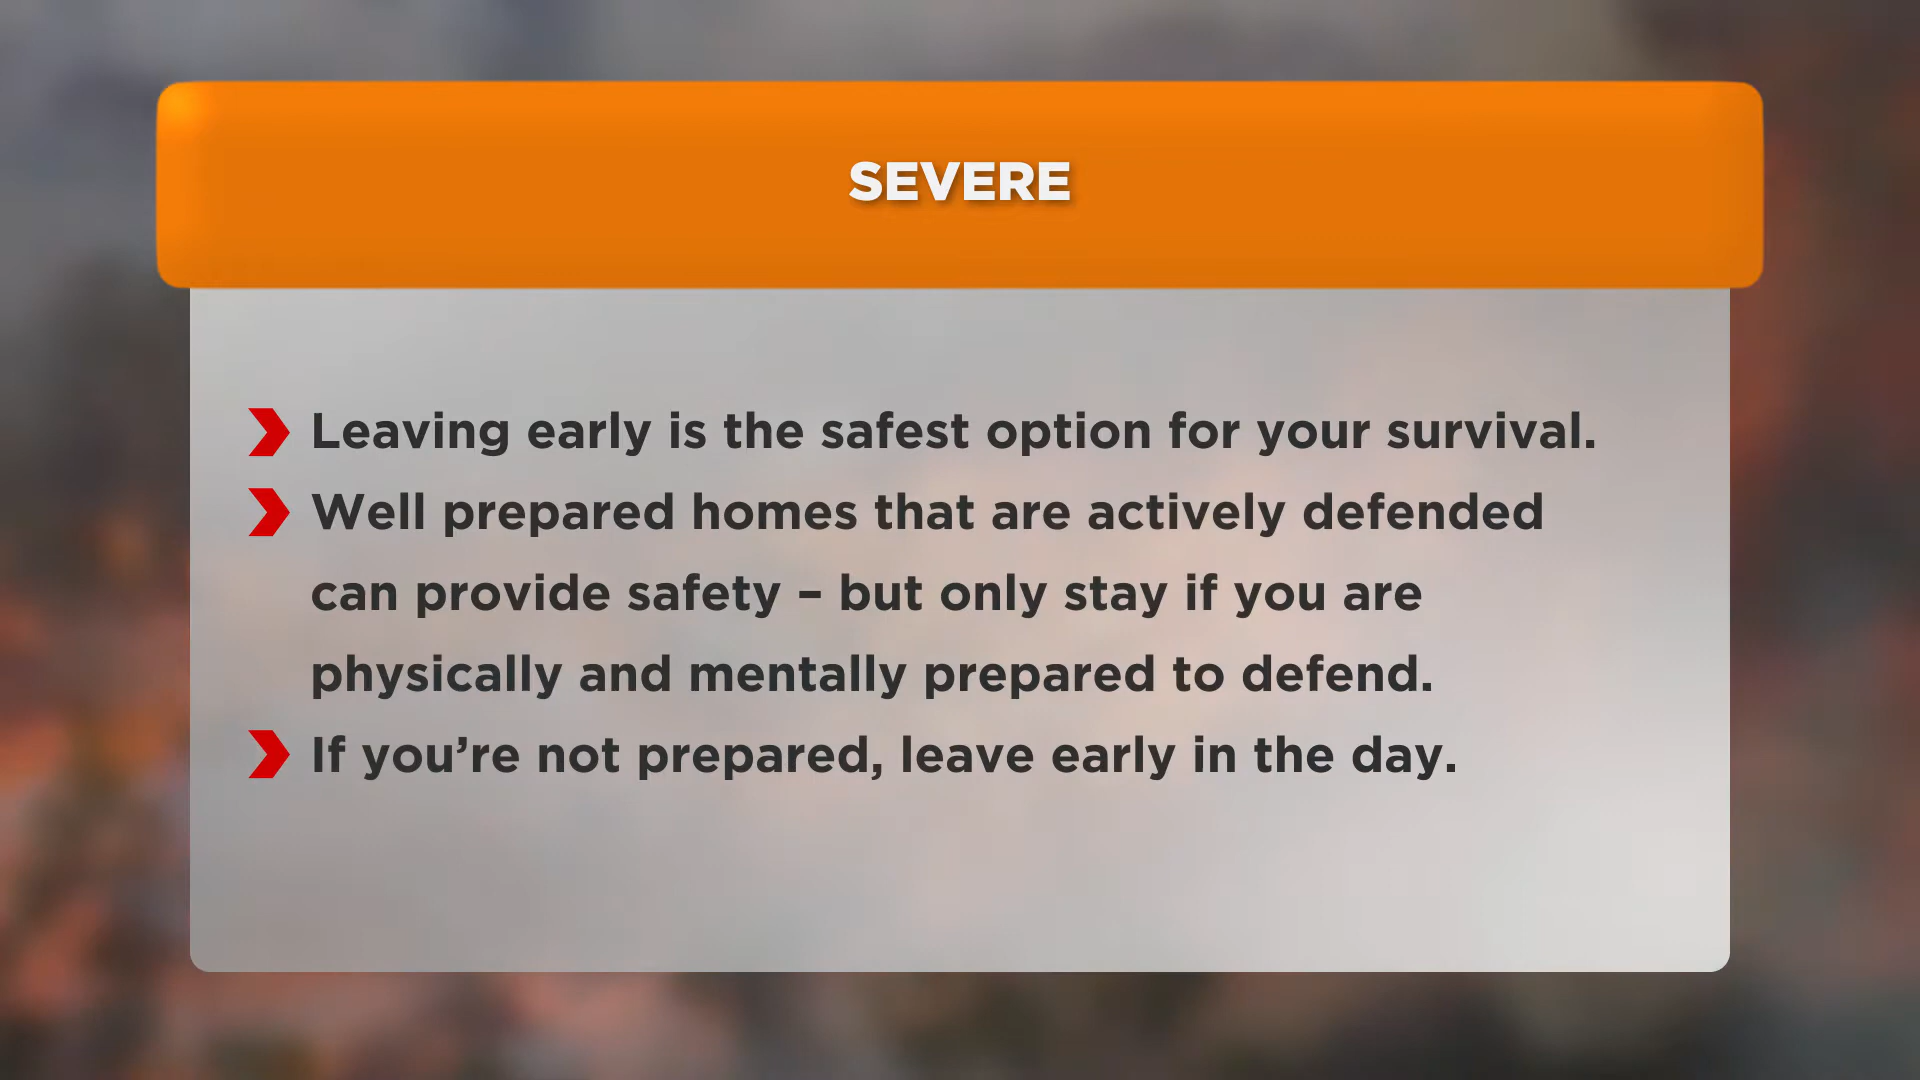 SEVERE
Leaving early is the safest option for your survival.
Well prepared homes that are actively defended
can provide safety – but only stay if you are
physically and mentally prepared to defend.
If you’re not prepared, leave early in the day.